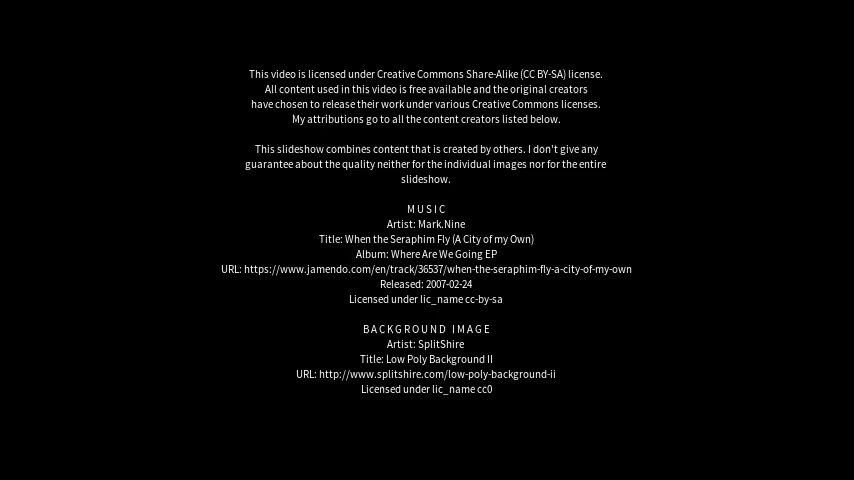 This video is licensed under Creative Commons Share-Alike (CC BY-SA) license.
All content used in this video is free available and the original creators
have chosen to release their work under various Creative Commons licenses.
My attributions go to all the content creators listed below.
This slideshow combines content that is created by others. I don't give any
guarantee about the quality neither for the individual images nor for the entire
slideshow.
MUSIC
Artist: Mark.Nine
Title: When the Seraphim Fly (A City of my Own)
Album: Where Are We Going EP
URL: https://www.jamendo.com/en/track/36537/when-the-seraphim-fly-a-city-of-my-own
Released: 2007-02-24
Licensed under lic_name cc-by-sa
BACKGROUND IMAGE
Artist: SplitShire
Title: Low Poly Background II
URL: http://www.splitshire.com/low-poly-background-ii
Licensed under lic_name cc0